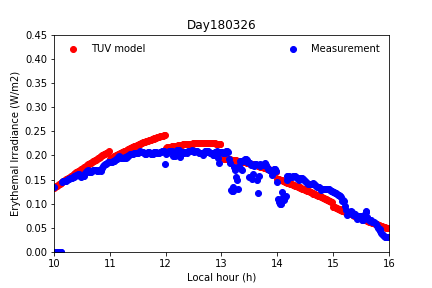 Day180326
TUV model
Measurement
Erythemal Irradiance (W/m2)
0.45
0.40
0.35
0.30
0.25
0.20
0.15
0.10
0.05
0.00
10 11 12 13 14 15 16
Local hour (h)